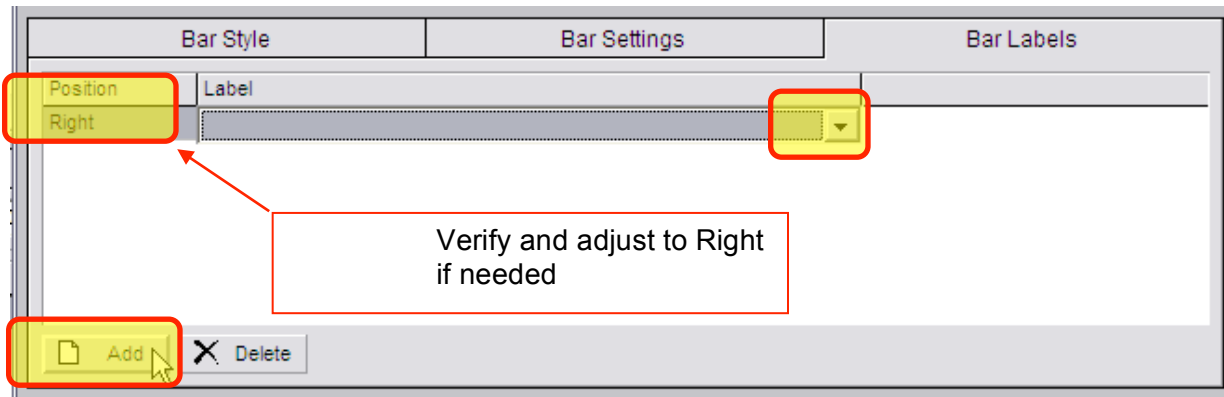 Bar Style Bar Settings Bar Labels
Position Label
Right
Verify and adjust to Right
if needed
Add Delete